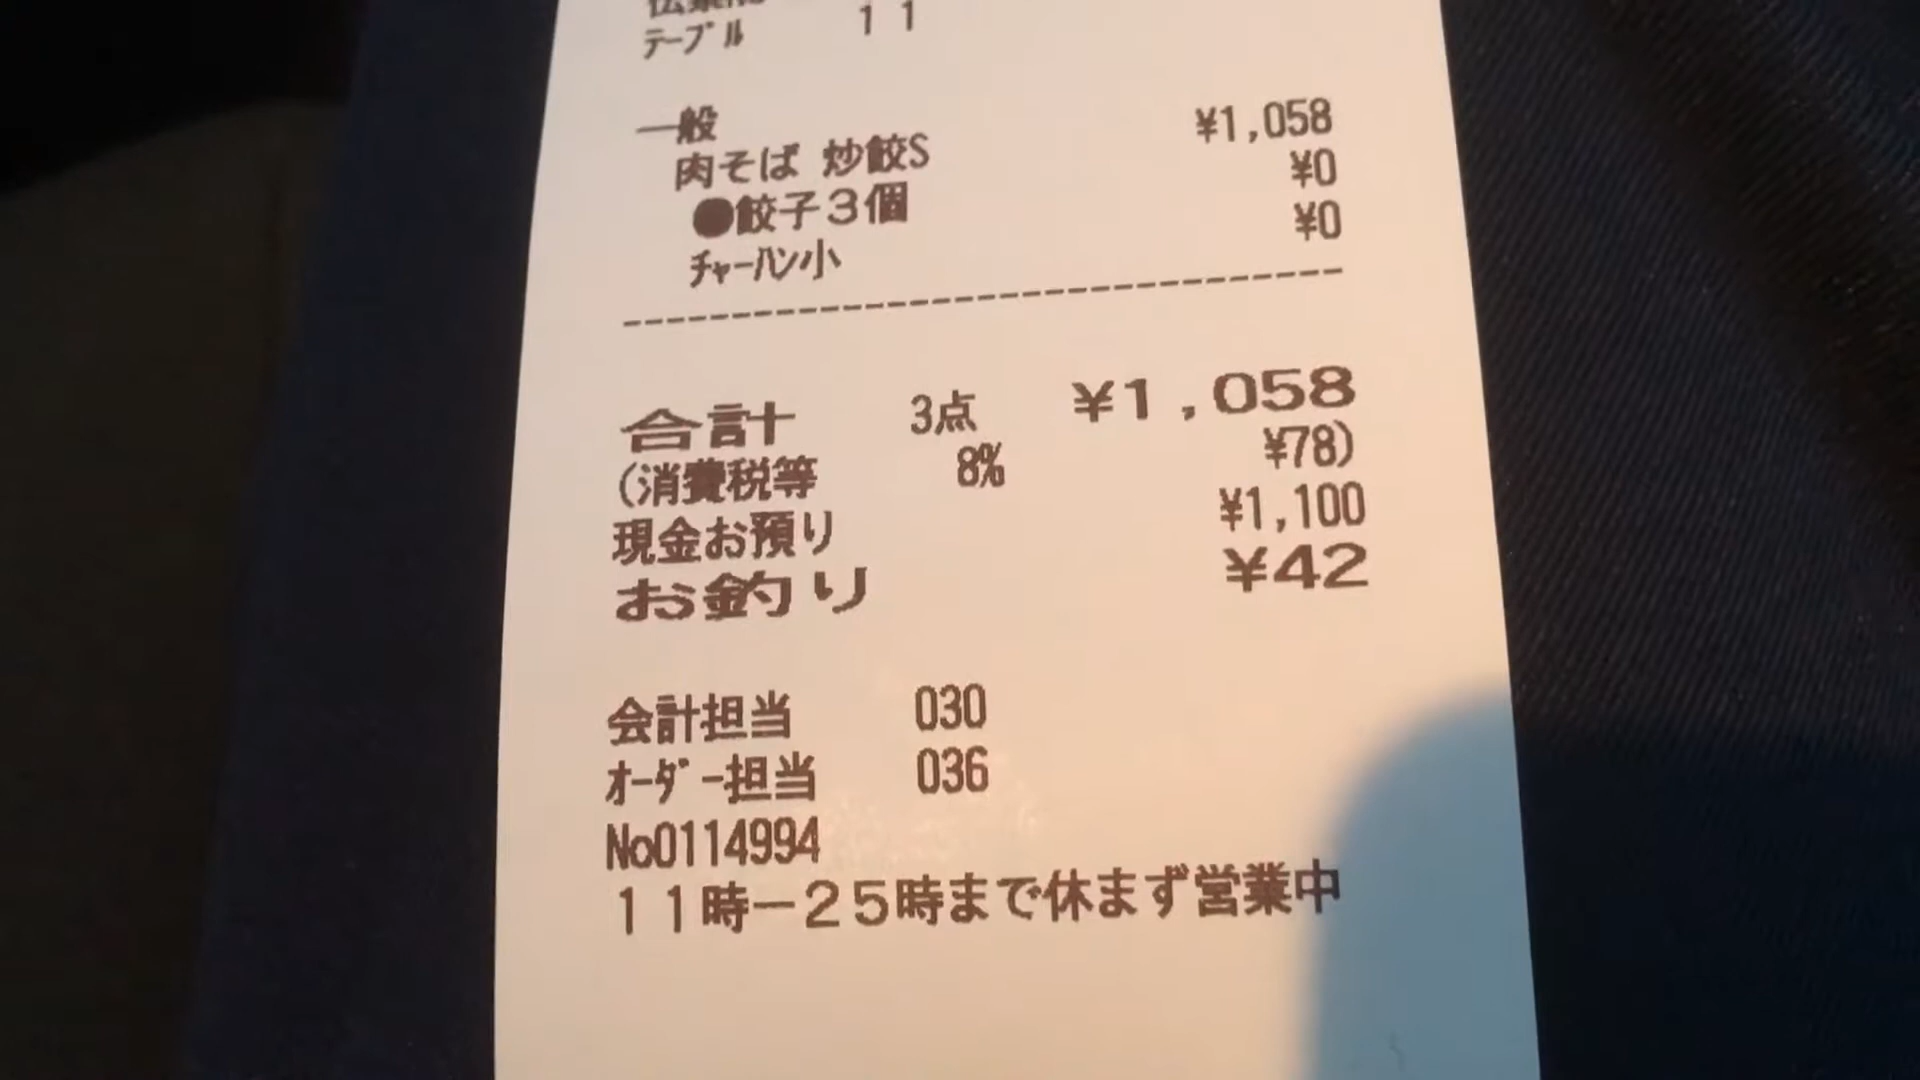 テーブル 11
一般
肉そば 炒餃S ¥1,058
●餃子3個 ¥0
チャーハン小 ¥0
合計 3点 ¥1,058
(消費税等 8% ¥78)
現金お預り ¥1,100
お釣り ¥42
会計担当 030
オーダー担当 036
No0114994
11時−25時まで休まず営業中